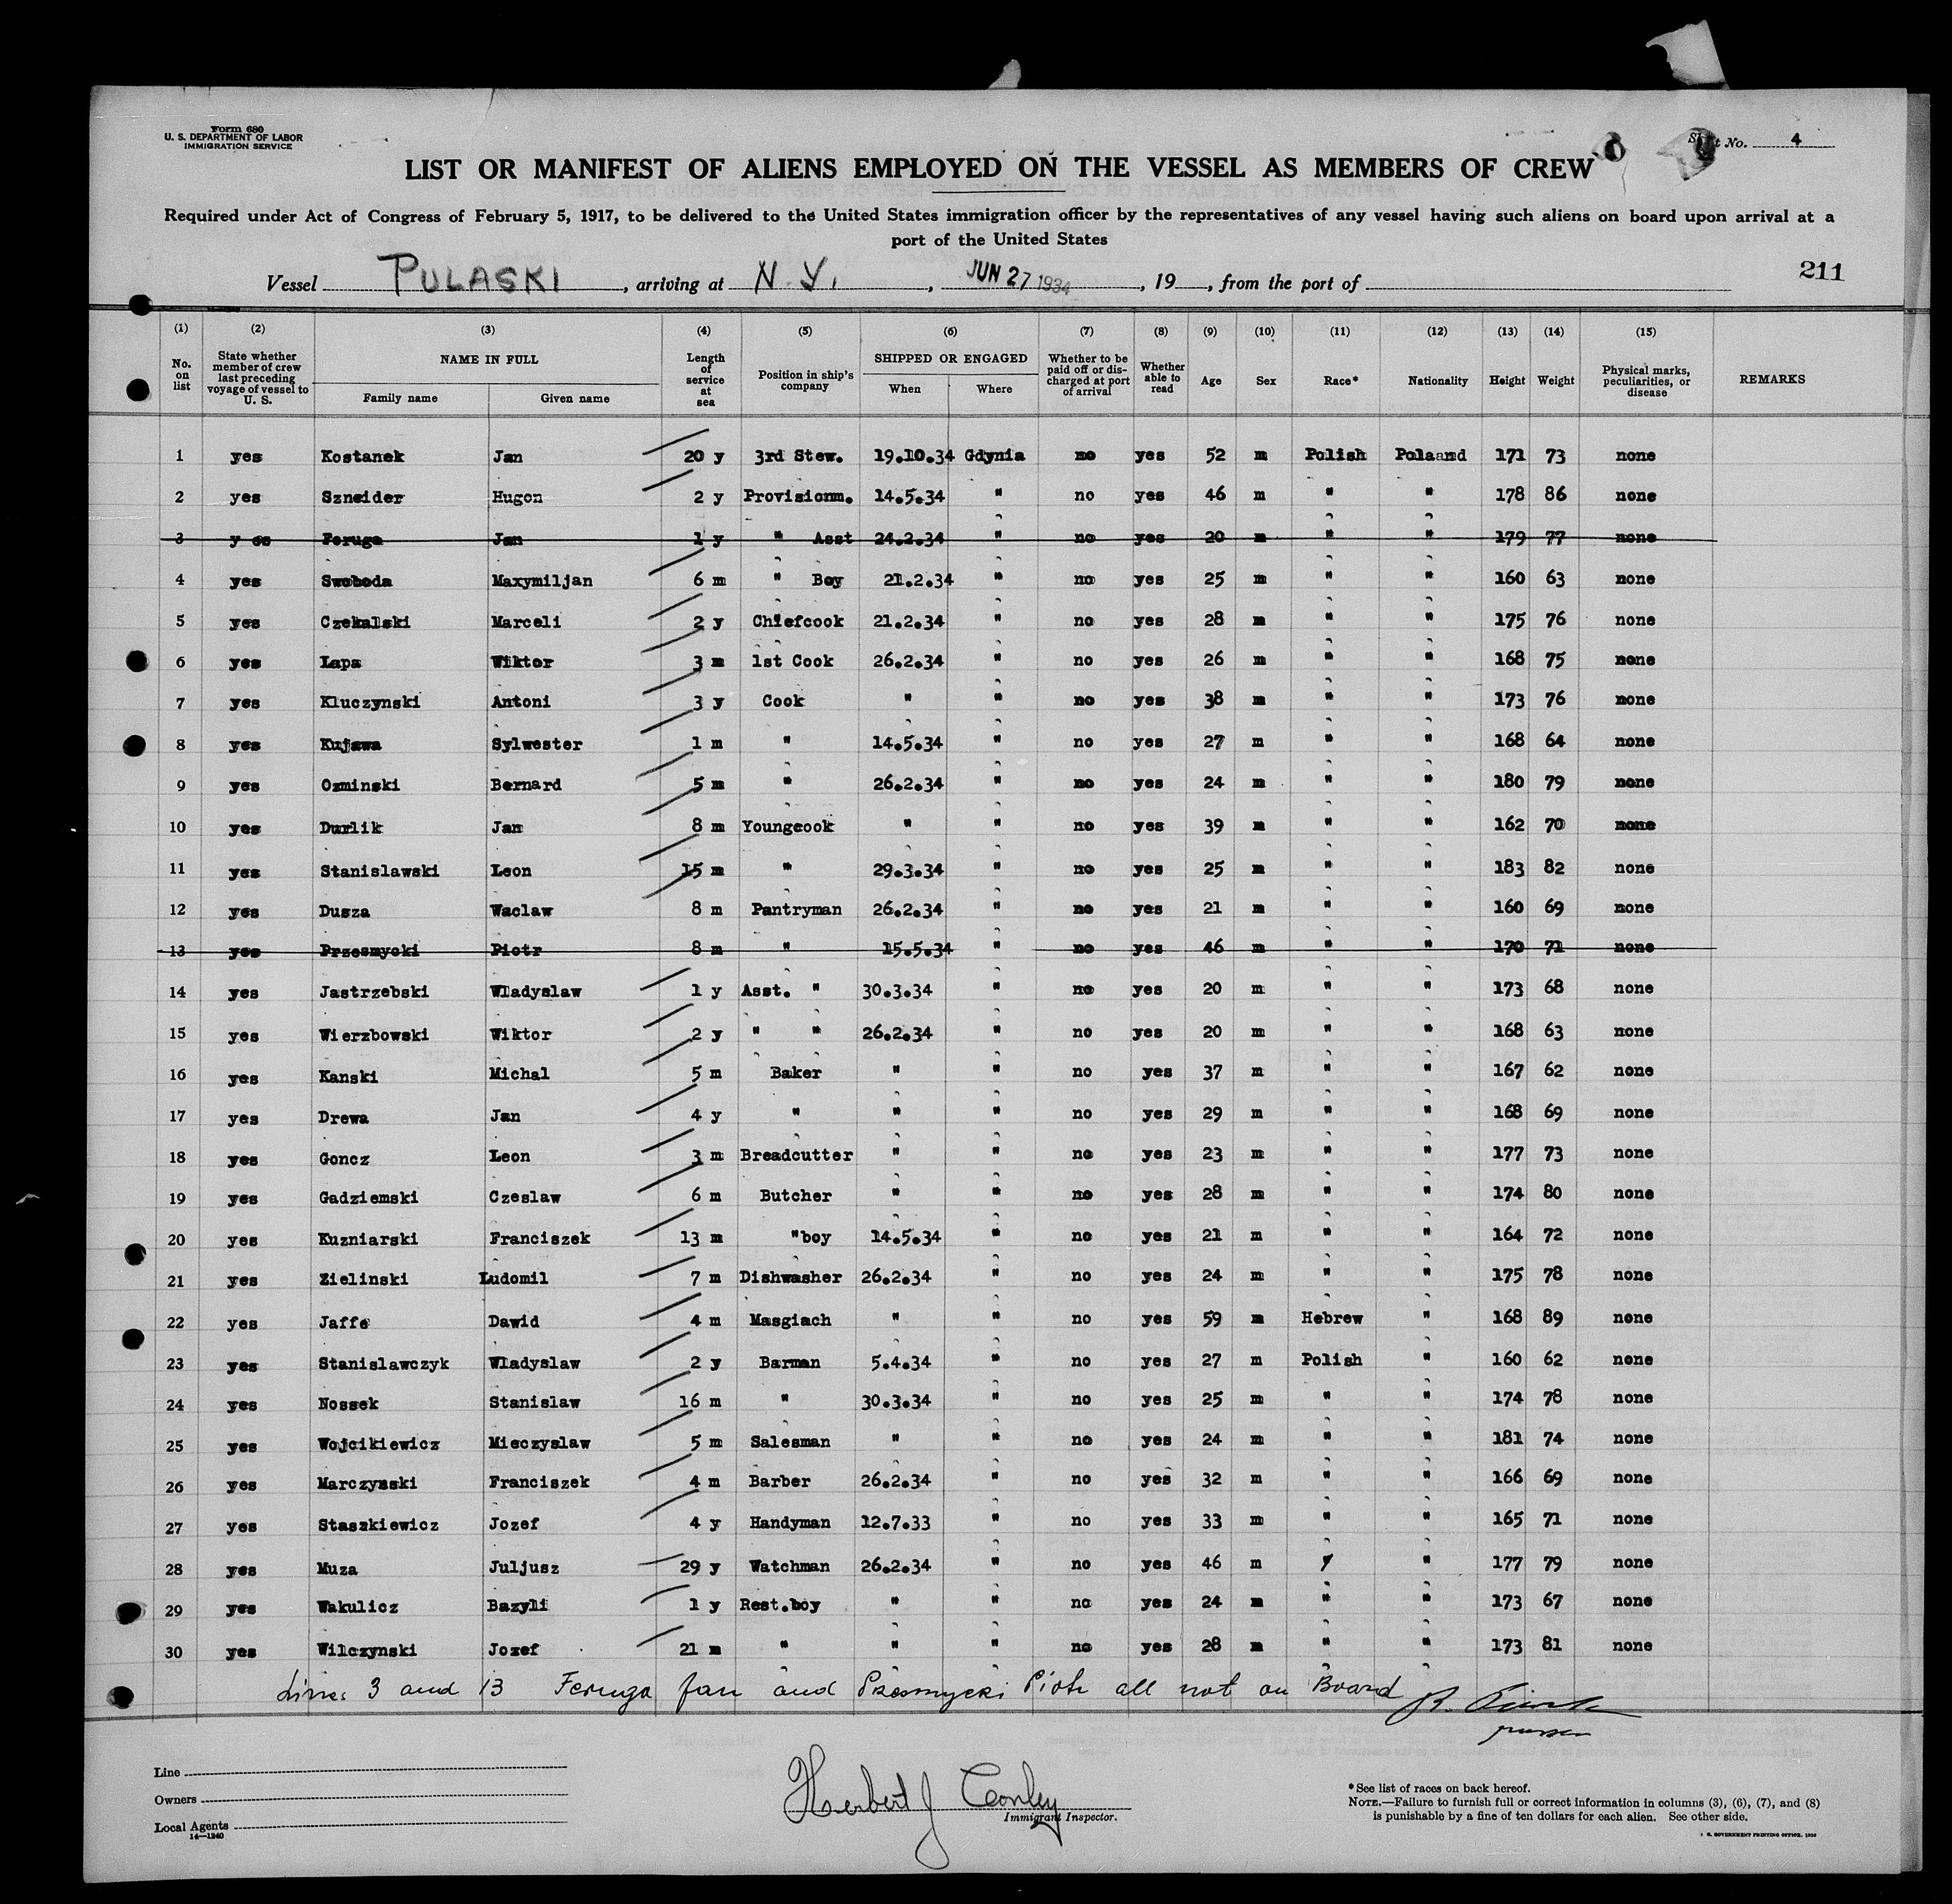 Form 680
U. S. DEPARTMENT OF LABOR
IMMIGRATION SERVICE
No. 4
LIST OR MANIFEST OF ALIENS EMPLOYED ON THE VESSEL AS MEMBERS OF CREW
Required under Act of Congress of February 5, 1917, to be delivered to the United States immigration officer by the representatives of any vessel having such aliens on board upon arrival at a
port of the United States
Vessel PULASKI, arriving at N. Y., JUN 27 1934, 19 , from the port of
211
(1) (2) (3) (4) (5) (6) (7) (8) (9) (10) (11) (12) (13) (14) (15)
No. on list State whether member of crew last preceding voyage of vessel to U. S. NAME IN FULL Family name Given name Length of service at sea Position in ship's company SHIPPED OR ENGAGED When Where Whether to be paid off or discharged at port of arrival Whether able to read Age Sex Race* Nationality Height Weight Physical marks, peculiarities, or disease REMARKS
1 yes Kostanek Jan 20 y 3rd Stew. 19.10.34 Gdynia no yes 52 m Polish Polaand 171 73 none
2 yes Szneider Hugon 2 y Provisionm. 14.5.34 " no yes 46 m " " 178 86 none
3 y es Feruga Jan 1 y " Asst 24.2.34 " no yes 20 m " " 179 77 none
4 yes Swoboda Maxymiljan 6 m " Boy 21.2.34 " no yes 25 m " " 160 63 none
5 yes Czekalski Marceli 2 y Chiefcook 21.2.34 " no yes 28 m " " 175 76 none
6 yes Lapa Wiktor 3 m 1st Cook 26.2.34 " no yes 26 m " " 168 75 none
7 yes Kluczynski Antoni 3 y Cook " " no yes 38 m " " 173 76 none
8 yes Kujawa Sylwester 1 m " 14.5.34 " no yes 27 m " " 168 64 none
9 yes Ozminski Bernard 5 m " 26.2.34 " no yes 24 m " " 180 79 none
10 yes Durlik Jan 8 m Youngcook " " no yes 39 m " " 162 70 none
11 yes Stanislawski Leon 15 m " 29.3.34 " no yes 25 m " " 183 82 none
12 yes Dusza Waclaw 8 m Pantryman 26.2.34 " no yes 21 m " " 160 69 none
13 yes Przesmycki Piotr 8 m " 15.5.34 " no yes 46 m " " 170 71 none
14 yes Jastrzebski Wladyslaw 1 y Asst. " 30.3.34 " no yes 20 m " " 173 68 none
15 yes Wierzbowski Wiktor 2 y " " 26.2.34 " no yes 20 m " " 168 63 none
16 yes Kanski Michal 5 m Baker " " no yes 37 m " " 167 62 none
17 yes Drewa Jan 4 y " " " no yes 29 m " " 168 69 none
18 yes Goncz Leon 3 m Breadcutter " " no yes 23 m " " 177 73 none
19 yes Gadziemski Czeslaw 6 m Butcher " " no yes 28 m " " 174 80 none
20 yes Kuzniarski Franciszek 13 m "boy 14.5.34 " no yes 21 m " " 164 72 none
21 yes Zielinski Ludomil 7 m Dishwasher 26.2.34 " no yes 24 m " " 175 78 none
22 yes Jaffe Dawid 4 m Masgiach " " no yes 59 m Hebrew " 168 89 none
23 yes Stanislawczyk Wladyslaw 2 y Barman 5.4.34 " no yes 27 m Polish " 160 62 none
24 yes Nossek Stanislaw 16 m " 30.3.34 " no yes 25 m " " 174 78 none
25 yes Wojcikiewicz Mieczyslaw 5 m Salesman " " no yes 24 m " " 181 74 none
26 yes Marczynski Franciszek 4 m Barber 26.2.34 " no yes 32 m " " 166 69 none
27 yes Staszkiewicz Jozef 4 y Handyman 12.7.33 " no yes 33 m " " 165 71 none
28 yes Muza Juljusz 29 y Watchman 26.2.34 " no yes 46 m " " 177 79 none
29 yes Wakulicz Bazyli 1 y Rest.boy " " no yes 24 m " " 173 67 none
30 yes Wilczynski Jozef 21 m " " " no yes 28 m " " 173 81 none
Lines 3 and 13 Feruga Jan and Przesmycki Piotr all not on Board
purser
Line
Owners
Local Agents
14—1240
Herbert J Conley
Immigrant Inspector.
* See list of races on back hereof.
NOTE.—Failure to furnish full or correct information in columns (3), (6), (7), and (8)
is punishable by a fine of ten dollars for each alien. See other side.
GOVERNMENT PRINTING OFFICE